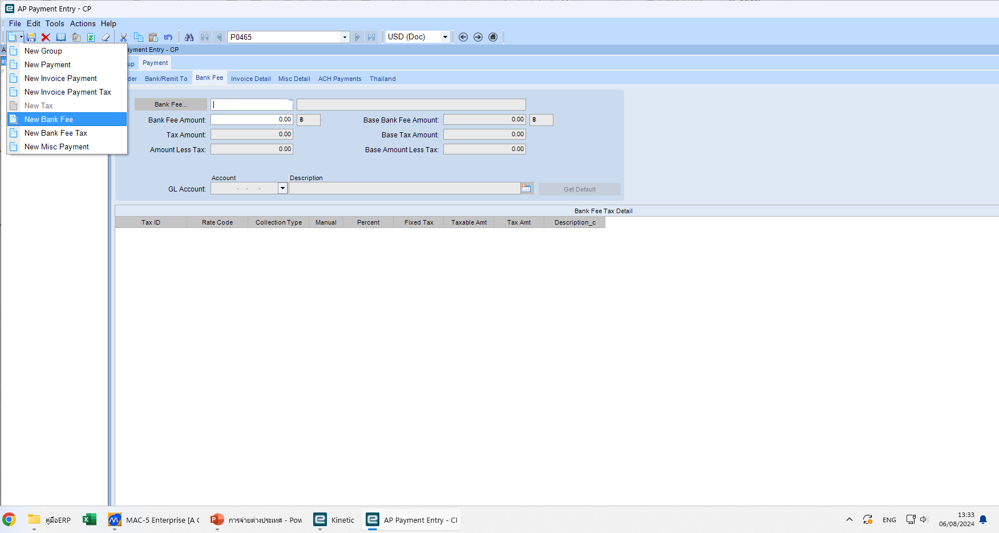 AP Payment Entry - CP
File Edit Tools Actions Help
P0465
USD (Doc)
ayment Entry - CP
New Group
New Payment
New Invoice Payment
New Invoice Payment Tax
New Tax
New Bank Fee
New Bank Fee Tax
New Misc Payment
up Payment
der Bank/Remit To Bank Fee Invoice Detail Misc Detail ACH Payments Thailand
Bank Fee...
Bank Fee Amount: 0.00 ฿ Base Bank Fee Amount: 0.00 ฿
Tax Amount: 0.00 Base Tax Amount: 0.00
Amount Less Tax: 0.00 Base Amount Less Tax: 0.00
Account Description
GL Account: - - - Get Default
Bank Fee Tax Detail
Tax ID Rate Code Collection Type Manual Percent Fixed Tax Taxable Amt Tax Amt Description_c
คู่มือERP MAC-5 Enterprise [A C การจ่ายต่างประเทศ - Pow Kinetic AP Payment Entry - CP
ENG
13:33
06/08/2024